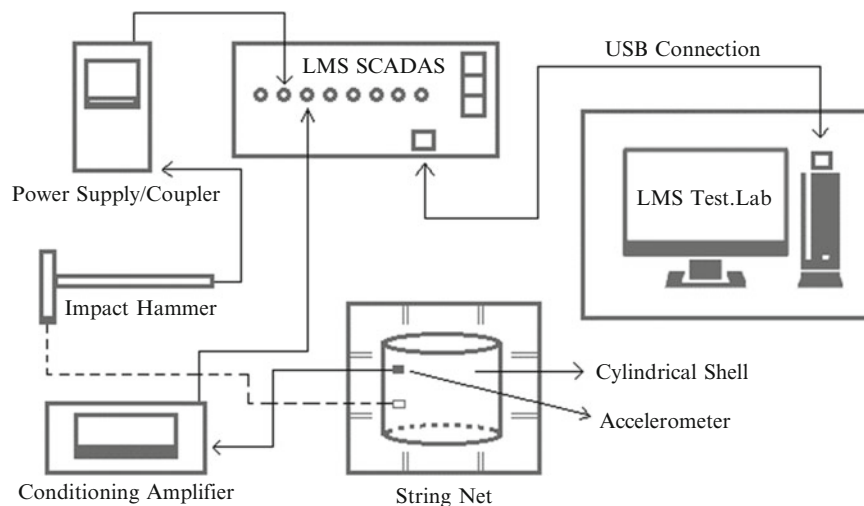 USB Connection
LMS SCADAS
LMS Test.Lab
Power Supply/Coupler
Impact Hammer
Cylindrical Shell
Accelerometer
Conditioning Amplifier
String Net